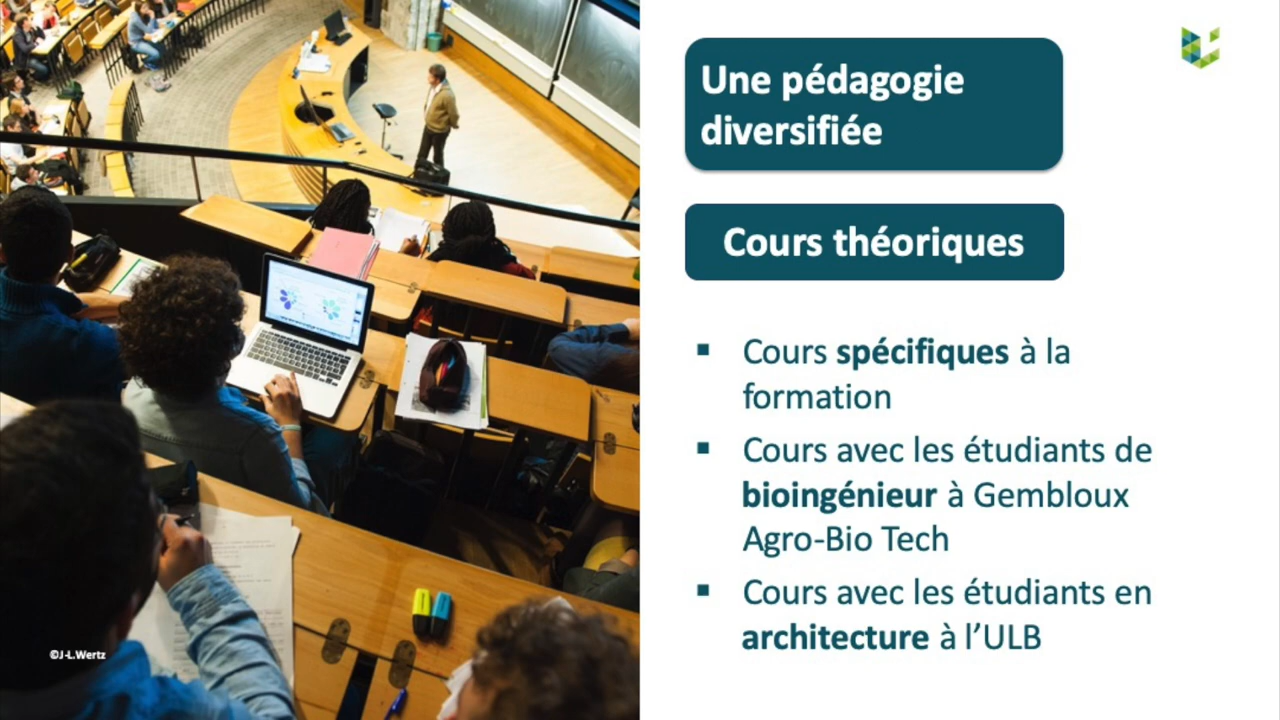 Une pédagogie
diversifiée
Cours théoriques
▪ Cours spécifiques à la
formation
▪ Cours avec les étudiants de
bioingénieur à Gembloux
Agro-Bio Tech
▪ Cours avec les étudiants en
architecture à l’ULB
©J-L.Wertz